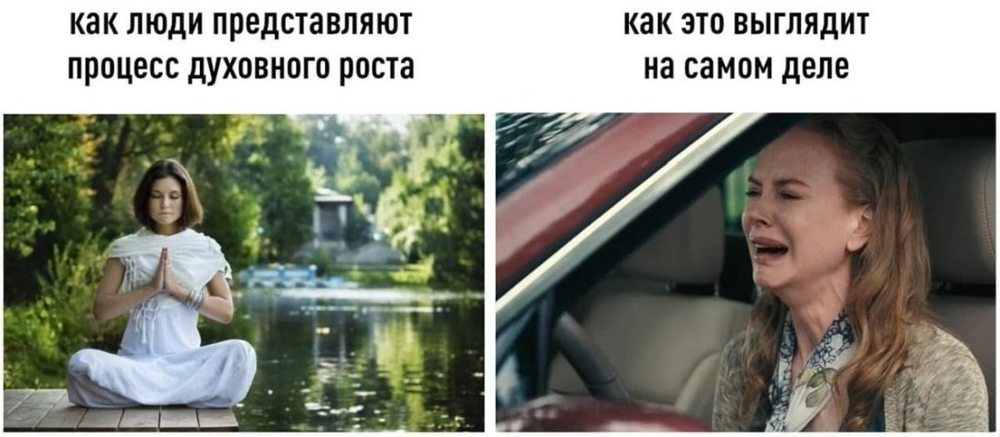 как люди представляют
процесс духовного роста
как это выглядит
на самом деле